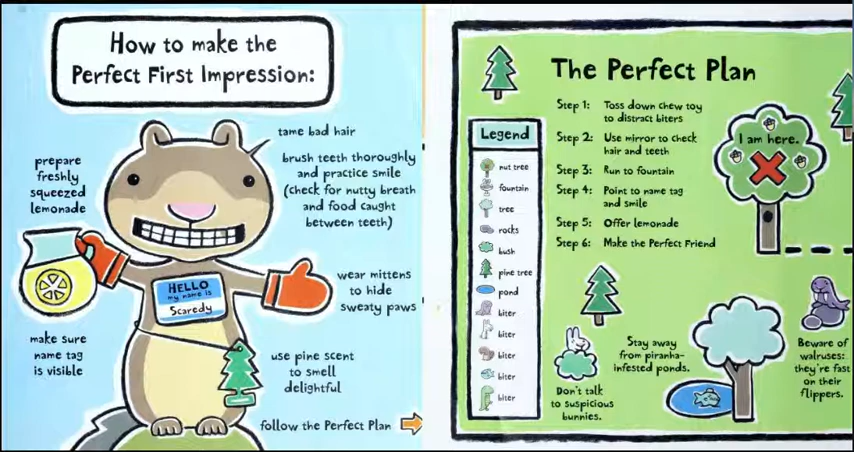 How to make the
Perfect First Impression:
tame bad hair
prepare
freshly
squeezed
lemonade
brush teeth thoroughly
and practice smile
(check for nutty breath
and food caught
between teeth)
HELLO
my name is
Scaredy
wear mittens
to hide
sweaty paws
make sure
name tag
is visible
use pine scent
to smell
delightful
follow the Perfect Plan
The Perfect Plan
Step 1: Toss down chew toy
to distract biters
Step 2: Use mirror to check
hair and teeth
Step 3: Run to fountain
Step 4: Point to name tag
and smile
Step 5: Offer lemonade
Step 6: Make the Perfect Friend
I am here.
Legend
nut tree
fountain
tree
rocks
bush
pine tree
pond
biter
biter
biter
biter
biter
Don't talk
to suspicious
bunnies.
Stay away
from piranha-
infested ponds.
Beware of
walruses:
they're fast
on their
flippers.